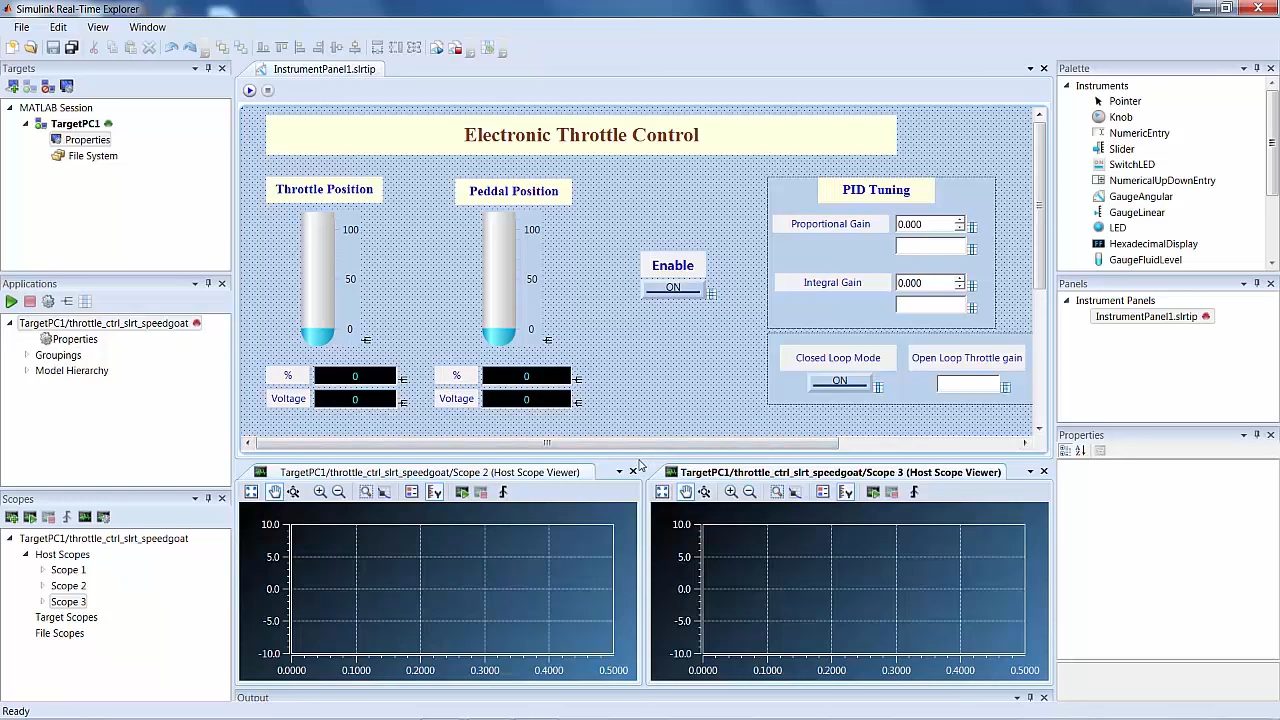 Simulink Real-Time Explorer
File Edit View Window
Targets
MATLAB Session
TargetPC1
Properties
File System
Applications
TargetPC1/throttle_ctrl_slrt_speedgoat
Properties
Groupings
Model Hierarchy
Scopes
TargetPC1/throttle_ctrl_slrt_speedgoat
Host Scopes
Scope 1
Scope 2
Scope 3
Target Scopes
File Scopes
InstrumentPanel1.slrtip
Electronic Throttle Control
Throttle Position
100
50
0
% 0
Voltage 0
Peddal Position
100
50
0
% 0
Voltage 0
Enable
ON
PID Tuning
Proportional Gain 0.000
Integral Gain 0.000
Closed Loop Mode
ON
Open Loop Throttle gain
TargetPC1/throttle_ctrl_slrt_speedgoat/Scope 2 (Host Scope Viewer)
10.0
5.0
0.0
-5.0
-10.0
0.0000 0.1000 0.2000 0.3000 0.4000 0.5000
TargetPC1/throttle_ctrl_slrt_speedgoat/Scope 3 (Host Scope Viewer)
10.0
5.0
0.0
-5.0
-10.0
0.0000 0.1000 0.2000 0.3000 0.4000 0.5000
Output
Palette
Instruments
Pointer
Knob
NumericEntry
Slider
SwitchLED
NumericalUpDownEntry
GaugeAngular
GaugeLinear
LED
HexadecimalDisplay
GaugeFluidLevel
Panels
Instrument Panels
InstrumentPanel1.slrtip
Properties
Ready